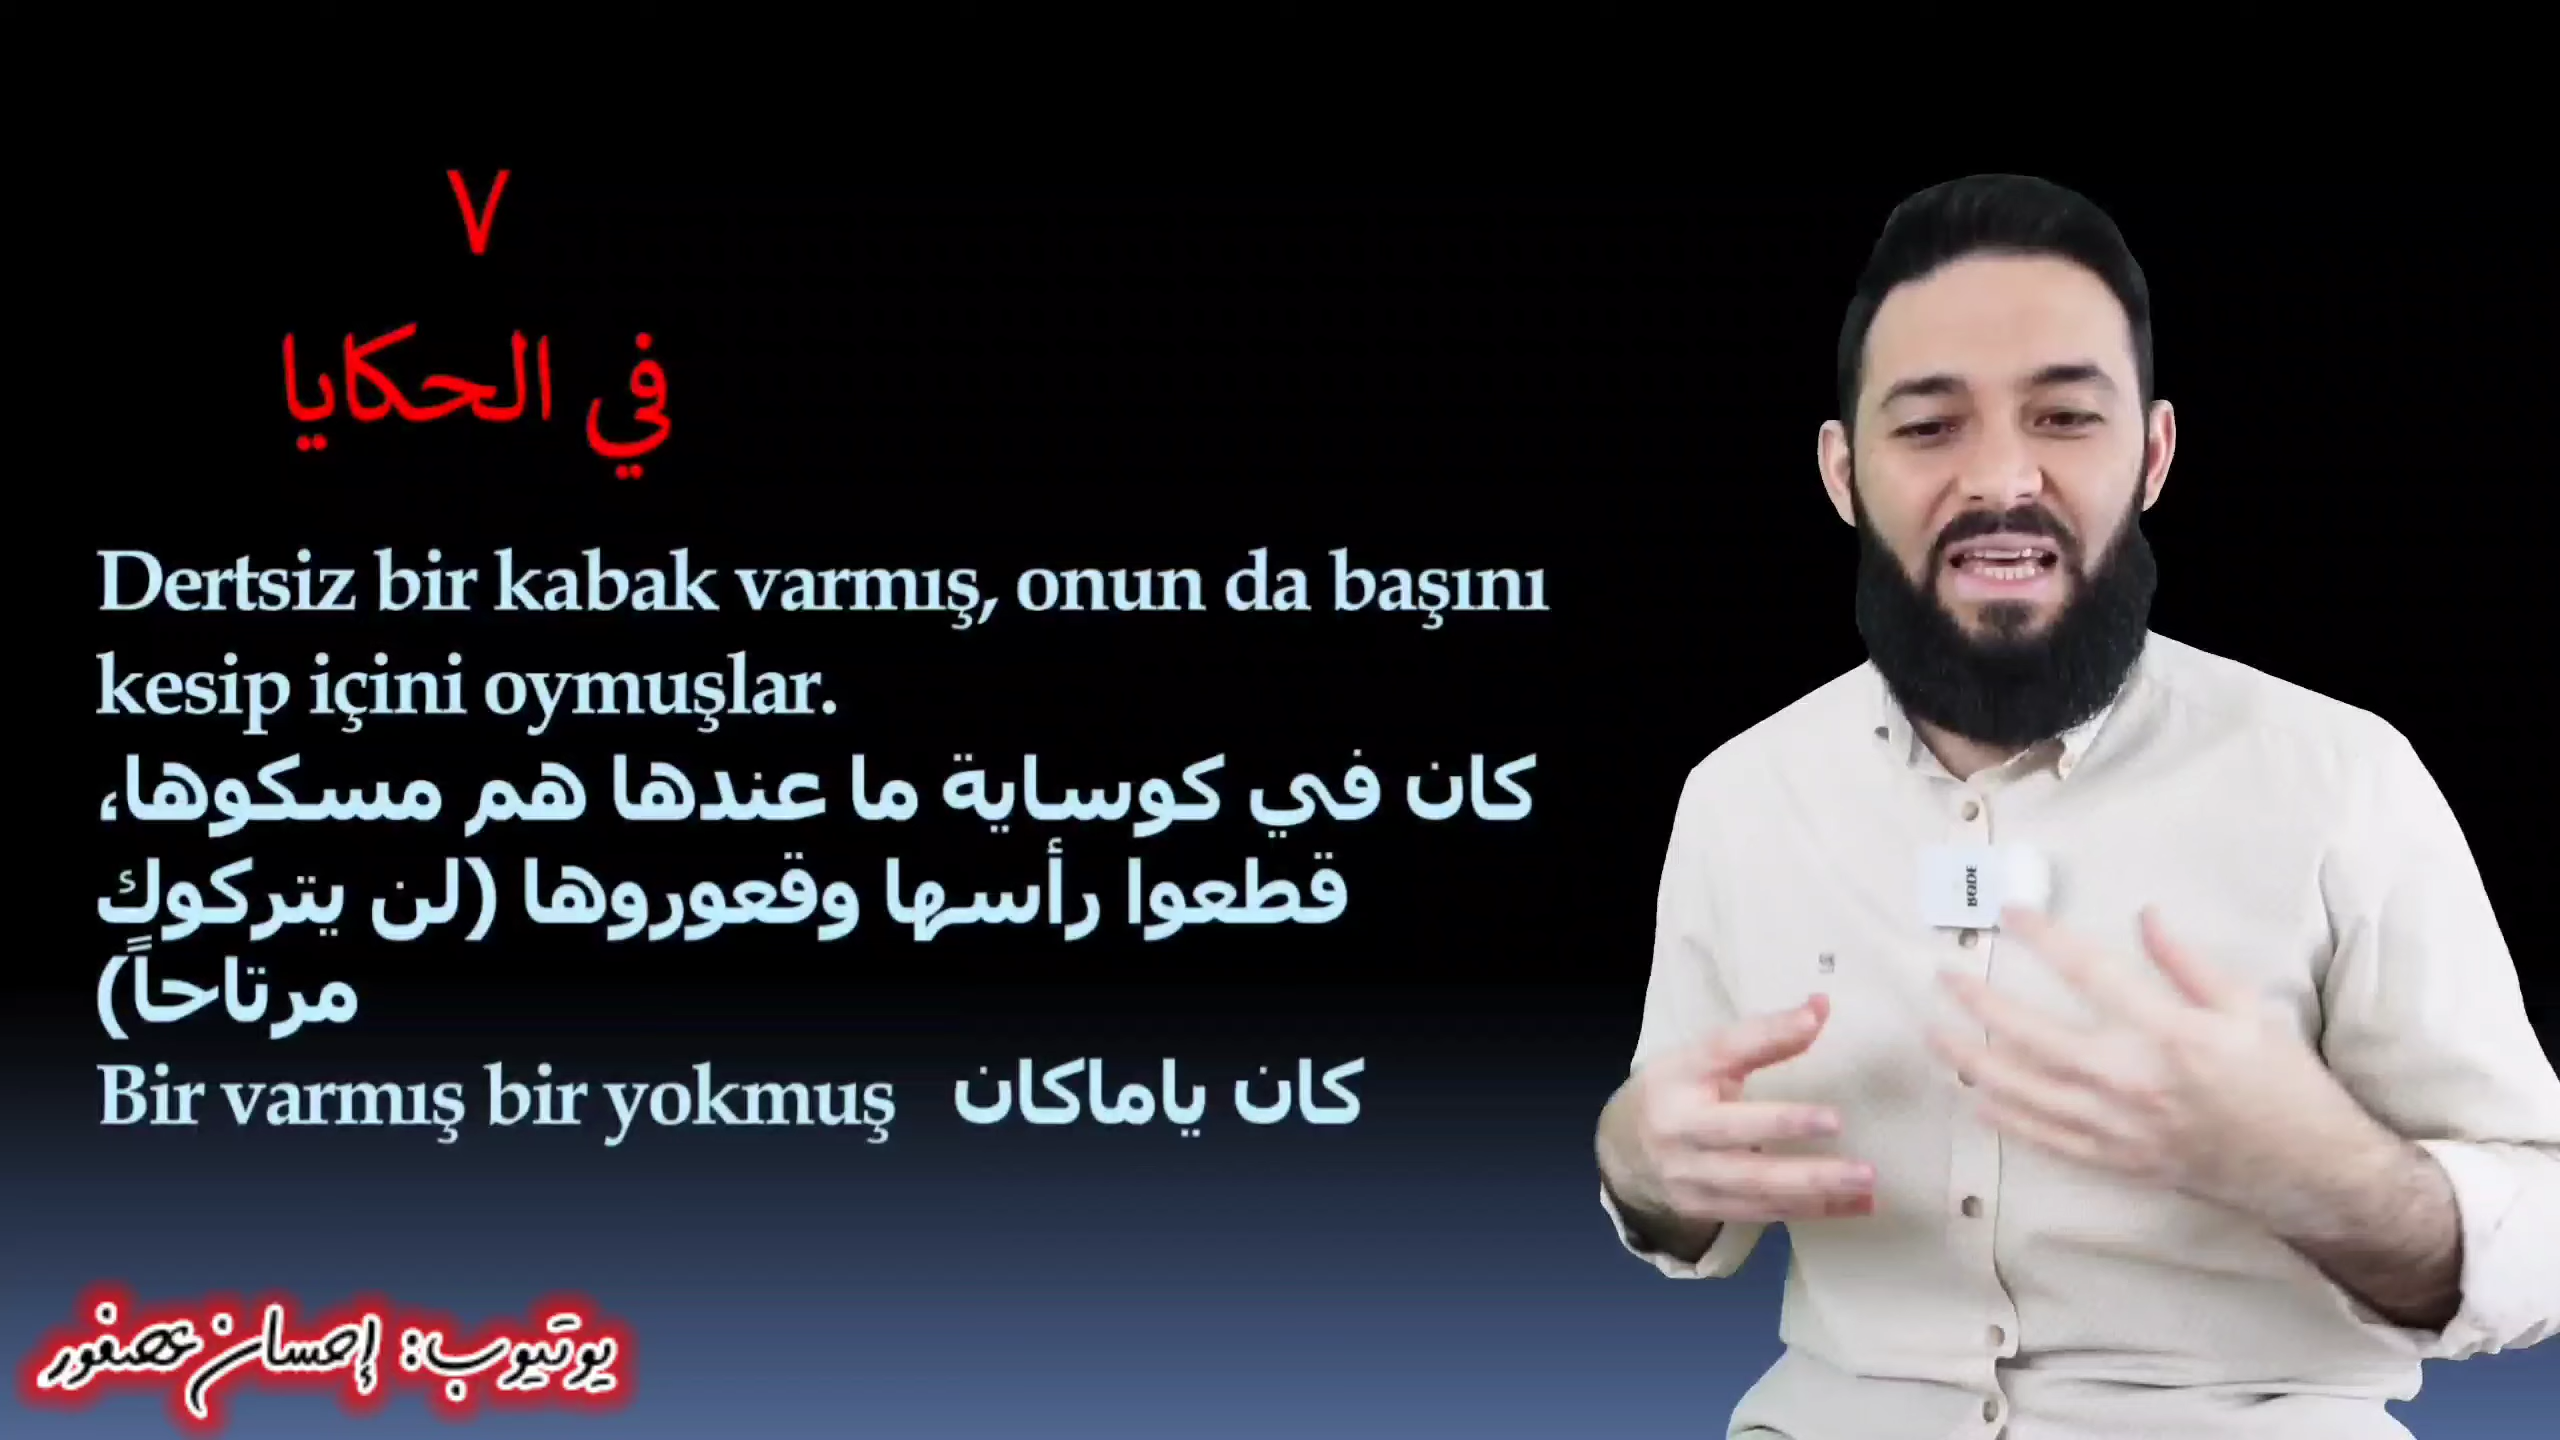 ٧
في الحكايا
Dertsiz bir kabak varmış, onun da başını
kesip içini oymuşlar.
كان في كوساية ما عندها هم مسكوها،
قطعوا رأسها وقعوروها (لن يتركوك
مرتاحاً)
Bir varmış bir yokmuş كان ياماكان
يوتيوب: إحسان عصفور
BQDE